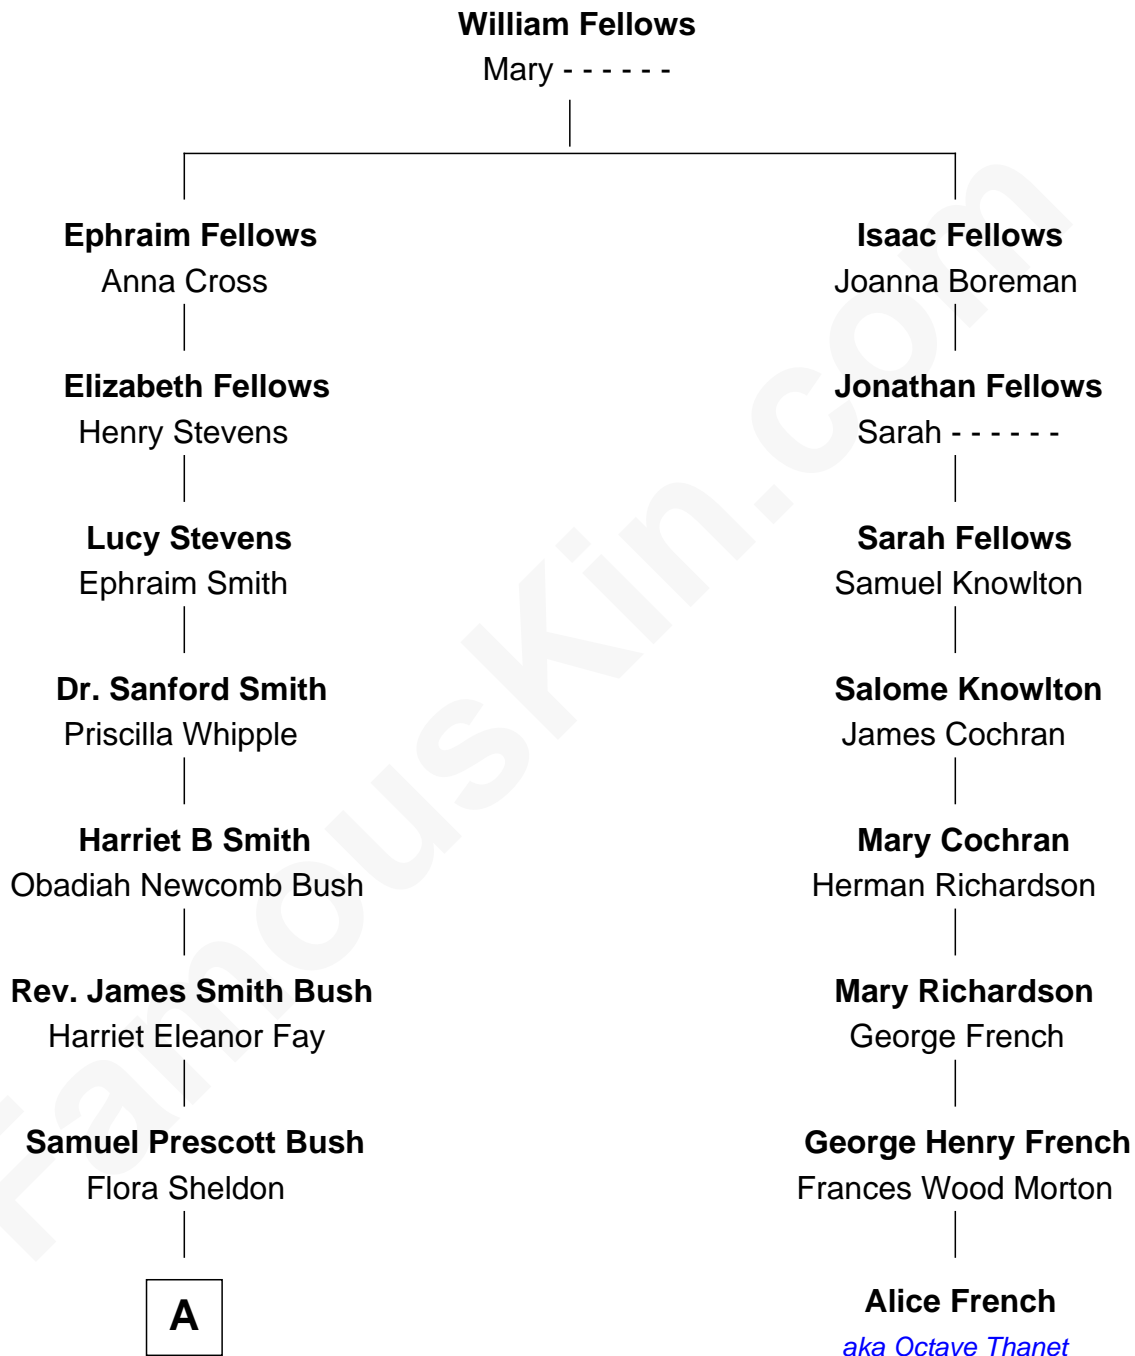 William Fellows
Mary - - - - - -
Ephraim Fellows
Anna Cross
Isaac Fellows
Joanna Boreman
Elizabeth Fellows
Henry Stevens
Jonathan Fellows
Sarah - - - - - -
Lucy Stevens
Ephraim Smith
Sarah Fellows
Samuel Knowlton
Dr. Sanford Smith
Priscilla Whipple
Salome Knowlton
James Cochran
Harriet B Smith
Obadiah Newcomb Bush
Mary Cochran
Herman Richardson
Rev. James Smith Bush
Harriet Eleanor Fay
Mary Richardson
George French
Samuel Prescott Bush
Flora Sheldon
George Henry French
Frances Wood Morton
A
Alice French
aka Octave Thanet
FamousKin.com